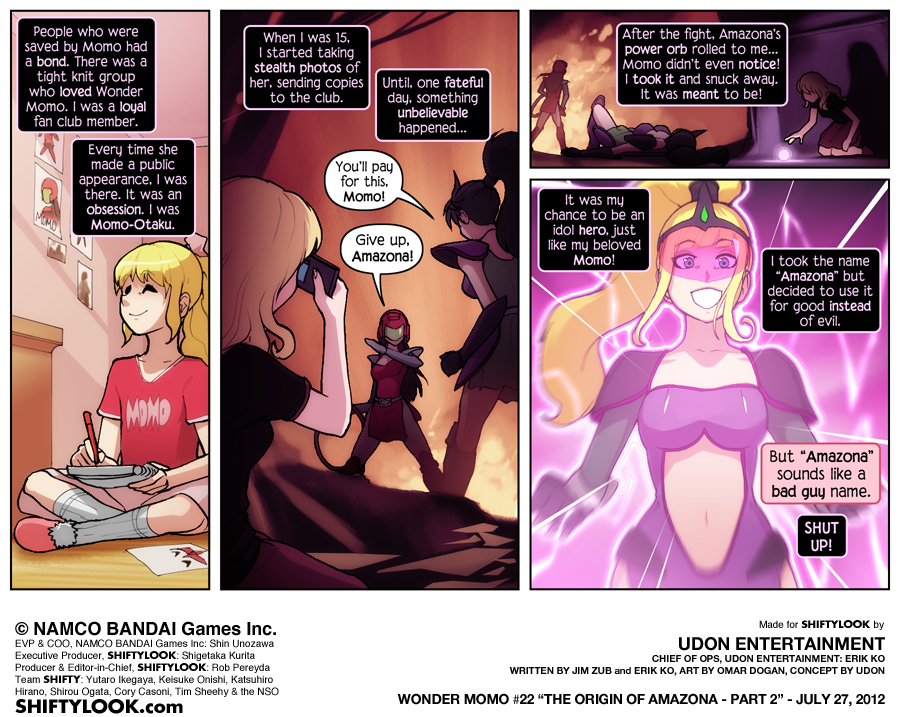 People who were
saved by Momo had
a bond. There was a
tight knit group
who loved Wonder
Momo. I was a loyal
fan club member.
Every time she
made a public
appearance, I was
there. It was an
obsession. I was
Momo-Otaku.
MOMO
MOMO
When I was 15,
I started taking
stealth photos of
her, sending copies
to the club.
Until, one fateful
day, something
unbelievable
happened...
You'll pay
for this,
Momo!
Give up,
Amazona!
After the fight, Amazona's
power orb rolled to me...
Momo didn't even notice!
I took it and snuck away.
It was meant to be!
It was my
chance to be an
idol hero, just
like my beloved
Momo!
I took the name
"Amazona" but
decided to use it
for good instead
of evil.
But "Amazona"
sounds like a
bad guy name.
SHUT
UP!
© NAMCO BANDAI Games Inc.
EVP & COO, NAMCO BANDAI Games Inc: Shin Unozawa
Executive Producer, SHIFTYLOOK: Shigetaka Kurita
Producer & Editor-in-Chief, SHIFTYLOOK: Rob Pereyda
Team SHIFTY: Yutaro Ikegaya, Keisuke Onishi, Katsuhiro
Hirano, Shirou Ogata, Cory Casoni, Tim Sheehy & the NSO
SHIFTYLOOK.com
Made for SHIFTYLOOK by
UDON ENTERTAINMENT
CHIEF OF OPS, UDON ENTERTAINMENT: ERIK KO
WRITTEN BY JIM ZUB and ERIK KO, ART BY OMAR DOGAN, CONCEPT BY UDON
WONDER MOMO #22 "THE ORIGIN OF AMAZONA - PART 2" - JULY 27, 2012